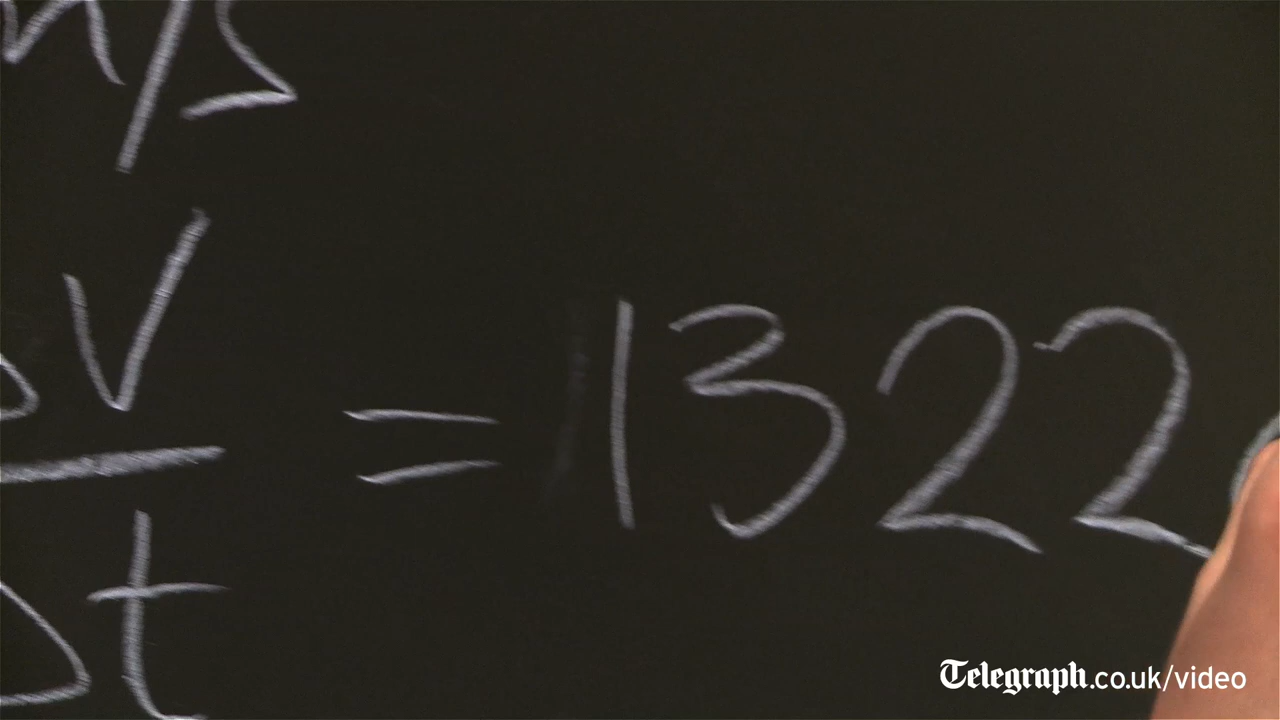 m/s
ΔV
= 1322
Δt
Telegraph.co.uk/video